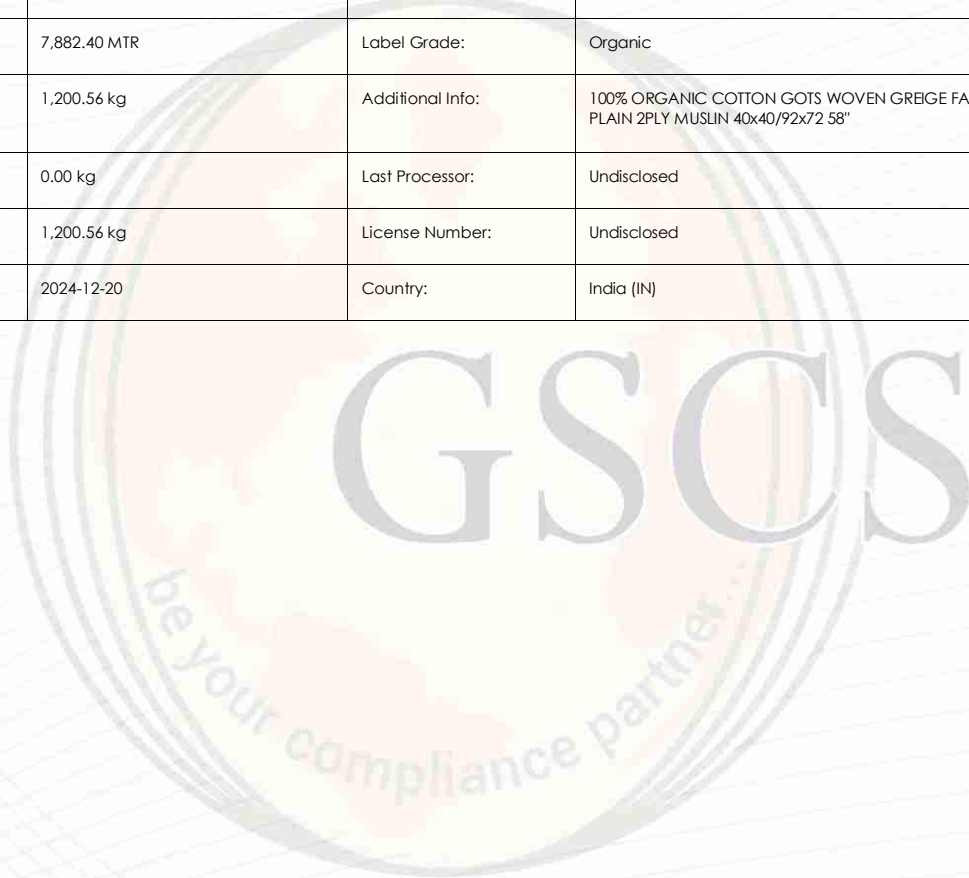 7,882.40 MTR Label Grade: Organic
1,200.56 kg Additional Info: 100% ORGANIC COTTON GOTS WOVEN GREIGE FA
PLAIN 2PLY MUSLIN 40x40/92x72 58"
0.00 kg Last Processor: Undisclosed
1,200.56 kg License Number: Undisclosed
2024-12-20 Country: India (IN)
GSCS
be your compliance partner...